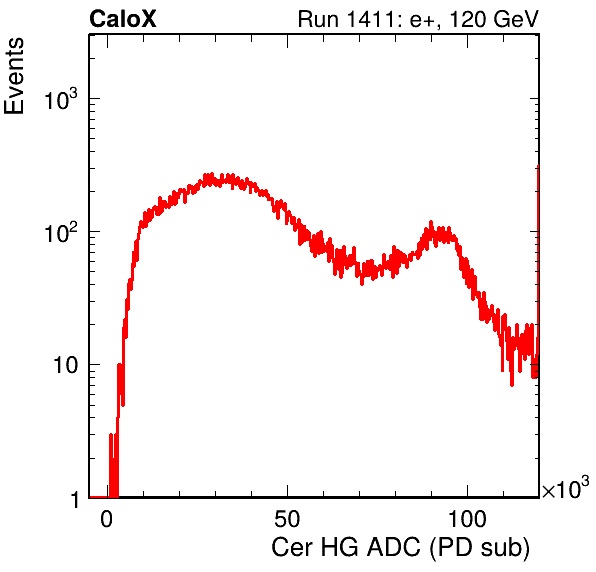 CaloX Run 1411: e+, 120 GeV
Events
10³
10²
10
1
0 50 100 ×10³
Cer HG ADC (PD sub)